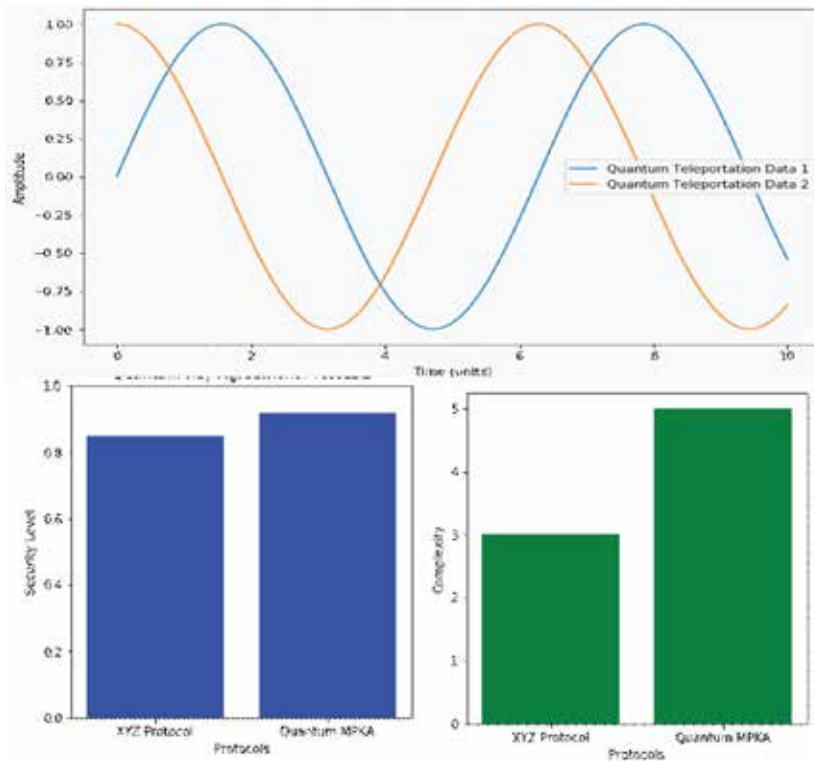 1.00
0.75
0.50
0.25
0.00
−0.25
−0.50
−0.75
−1.00
Amplitude
Quantum Teleportation Data 1
Quantum Teleportation Data 2
0 2 4 6 8 10
Time (units)
1.0
0.8
0.6
0.4
0.2
0.0
Security Level
XYZ Protocol Quantum MPKA
Protocols
5
4
3
2
1
0
Complexity
XYZ Protocol Quantum MPKA
Protocols